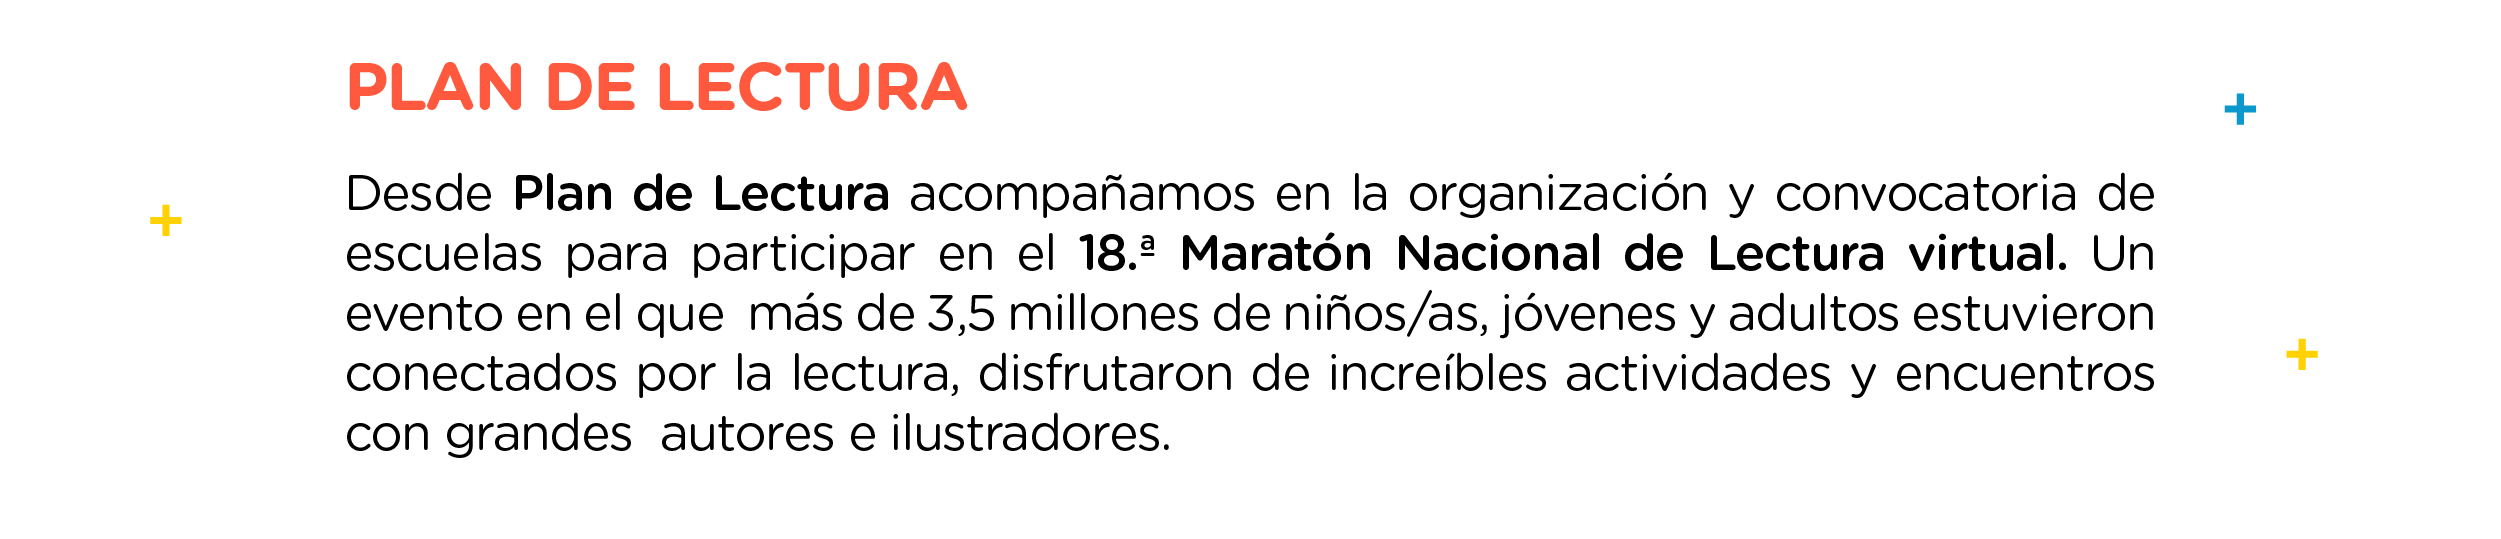 PLAN DE LECTURA
Desde Plan de Lectura acompañamos en la organización y convocatoria de
escuelas para participar en el 18.ª Maratón Nacional de Lectura virtual. Un
evento en el que más de 3,5 millones de niños/as, jóvenes y adultos estuvieron
conectados por la lectura, disfrutaron de increíbles actividades y encuentros
con grandes autores e ilustradores.